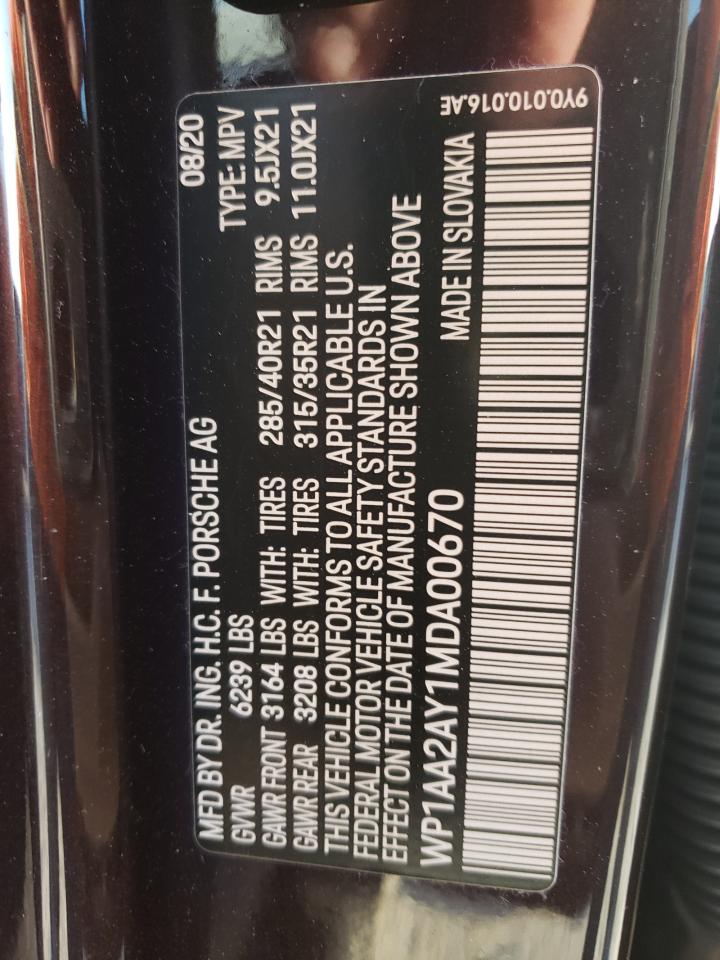 MFD BY DR. ING. H.C. F. PORSCHE AG 08/20
GVWR 6239 LBS TYPE: MPV
GAWR FRONT 3164 LBS WITH: TIRES 285/40R21 RIMS 9.5JX21
GAWR REAR 3208 LBS WITH: TIRES 315/35R21 RIMS 11.0JX21
THIS VEHICLE CONFORMS TO ALL APPLICABLE U.S.
FEDERAL MOTOR VEHICLE SAFETY STANDARDS IN
EFFECT ON THE DATE OF MANUFACTURE SHOWN ABOVE
WP1AA2AY1MDA00670 MADE IN SLOVAKIA
9Y0.010.016.AE